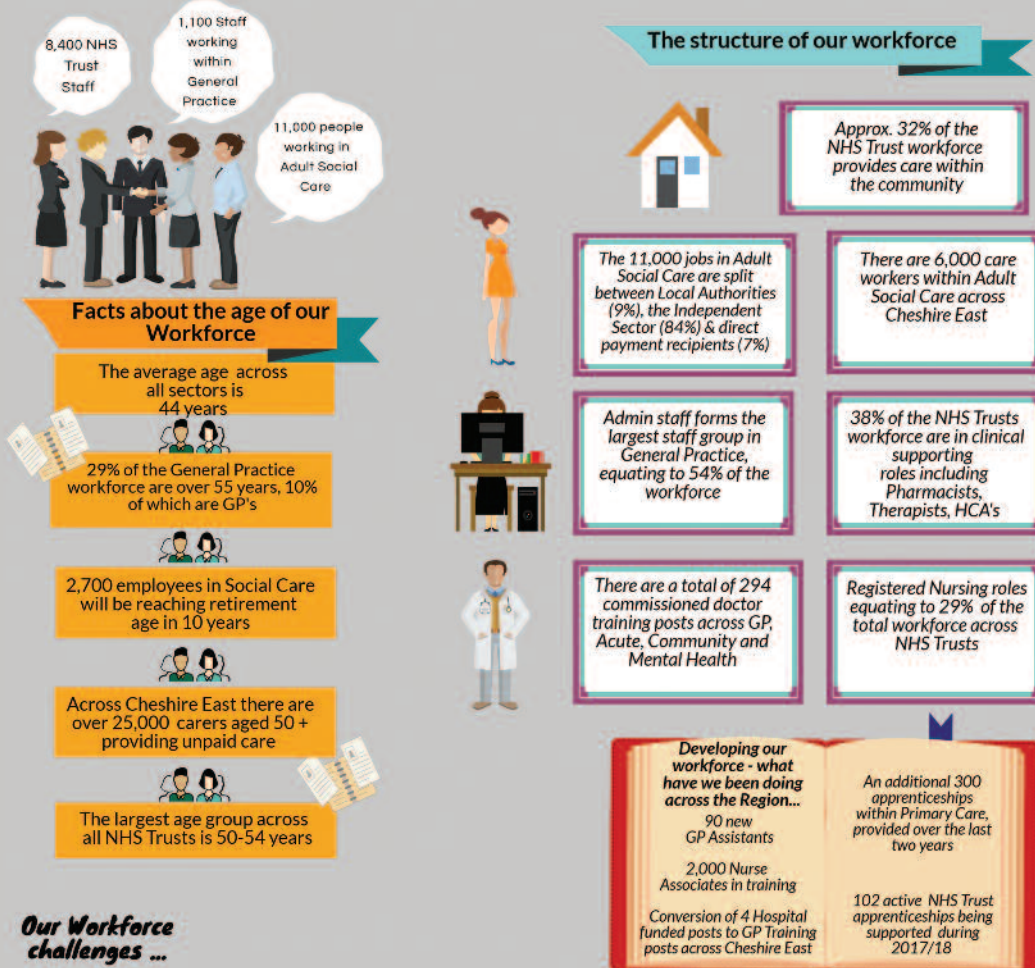 8,400 NHS
Trust
Staff
1,100 Staff
working
within
General
Practice
11,000 people
working in
Adult Social
Care
Facts about the age of our
Workforce
The average age across
all sectors is
44 years
29% of the General Practice
workforce are over 55 years, 10%
of which are GP's
2,700 employees in Social Care
will be reaching retirement
age in 10 years
Across Cheshire East there are
over 25,000 carers aged 50 +
providing unpaid care
The largest age group across
all NHS Trusts is 50-54 years
Our Workforce
challenges ...
The structure of our workforce
Approx. 32% of the
NHS Trust workforce
provides care within
the community
The 11,000 jobs in Adult
Social Care are split
between Local Authorities
(9%), the Independent
Sector (84%) & direct
payment recipients (7%)
There are 6,000 care
workers within Adult
Social Care across
Cheshire East
Admin staff forms the
largest staff group in
General Practice,
equating to 54% of the
workforce
38% of the NHS Trusts
workforce are in clinical
supporting
roles including
Pharmacists,
Therapists, HCA's
There are a total of 294
commissioned doctor
training posts across GP,
Acute, Community and
Mental Health
Registered Nursing roles
equating to 29% of the
total workforce across
NHS Trusts
Developing our
workforce - what
have we been doing
across the Region...
90 new
GP Assistants
2,000 Nurse
Associates in training
Conversion of 4 Hospital
funded posts to GP Training
posts across Cheshire East
An additional 300
apprenticeships
within Primary Care,
provided over the last
two years
102 active NHS Trust
apprenticeships being
supported during
2017/18